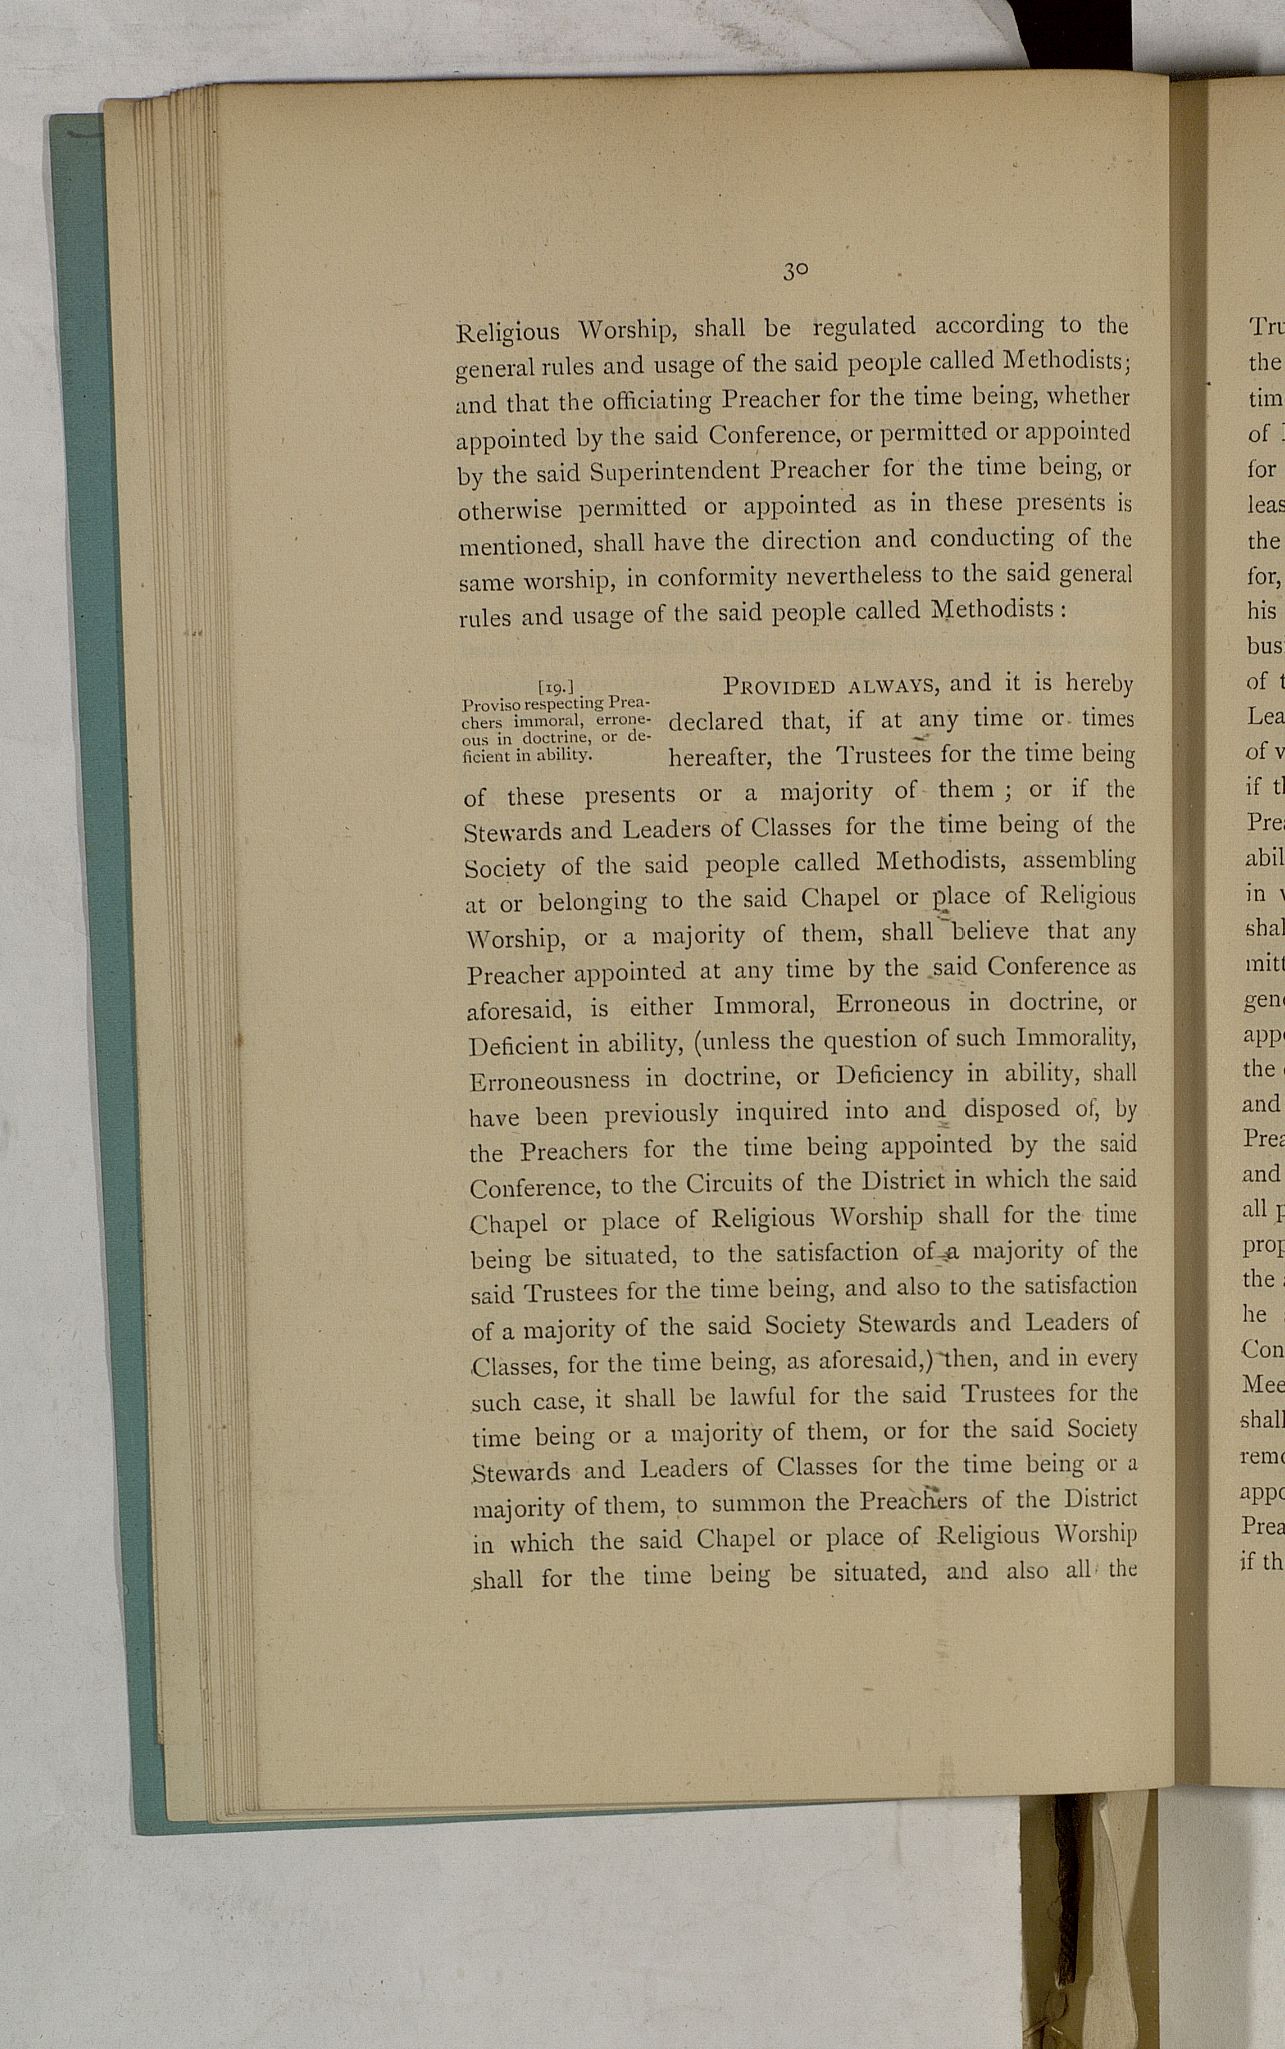 30
Religious Worship, shall be regulated according to the
general rules and usage of the said people called Methodists;
and that the officiating Preacher for the time being, whether
appointed by the said Conference, or permitted or appointed
by the said Superintendent Preacher for the time being, or
otherwise permitted or appointed as in these presents is
mentioned, shall have the direction and conducting of the
same worship, in conformity nevertheless to the said general
rules and usage of the said people called Methodists :
[19.]
Proviso respecting Prea-
chers immoral, errone-
ous in doctrine, or de-
ficient in ability.
PROVIDED ALWAYS, and it is hereby
declared that, if at any time or times
hereafter, the Trustees for the time being
of these presents or a majority of them ; or if the
Stewards and Leaders of Classes for the time being of the
Society of the said people called Methodists, assembling
at or belonging to the said Chapel or place of Religious
Worship, or a majority of them, shall believe that any
Preacher appointed at any time by the said Conference as
aforesaid, is either Immoral, Erroneous in doctrine, or
Deficient in ability, (unless the question of such Immorality,
Erroneousness in doctrine, or Deficiency in ability, shall
have been previously inquired into and disposed of, by
the Preachers for the time being appointed by the said
Conference, to the Circuits of the District in which the said
Chapel or place of Religious Worship shall for the time
being be situated, to the satisfaction of a majority of the
said Trustees for the time being, and also to the satisfaction
of a majority of the said Society Stewards and Leaders of
Classes, for the time being, as aforesaid,) then, and in every
such case, it shall be lawful for the said Trustees for the
time being or a majority of them, or for the said Society
Stewards and Leaders of Classes for the time being or a
majority of them, to summon the Preachers of the District
in which the said Chapel or place of Religious Worship
shall for the time being be situated, and also all the
the
of
for
the
for,
his
of
of
if
in
the
and
and
all
the
he
shall
if